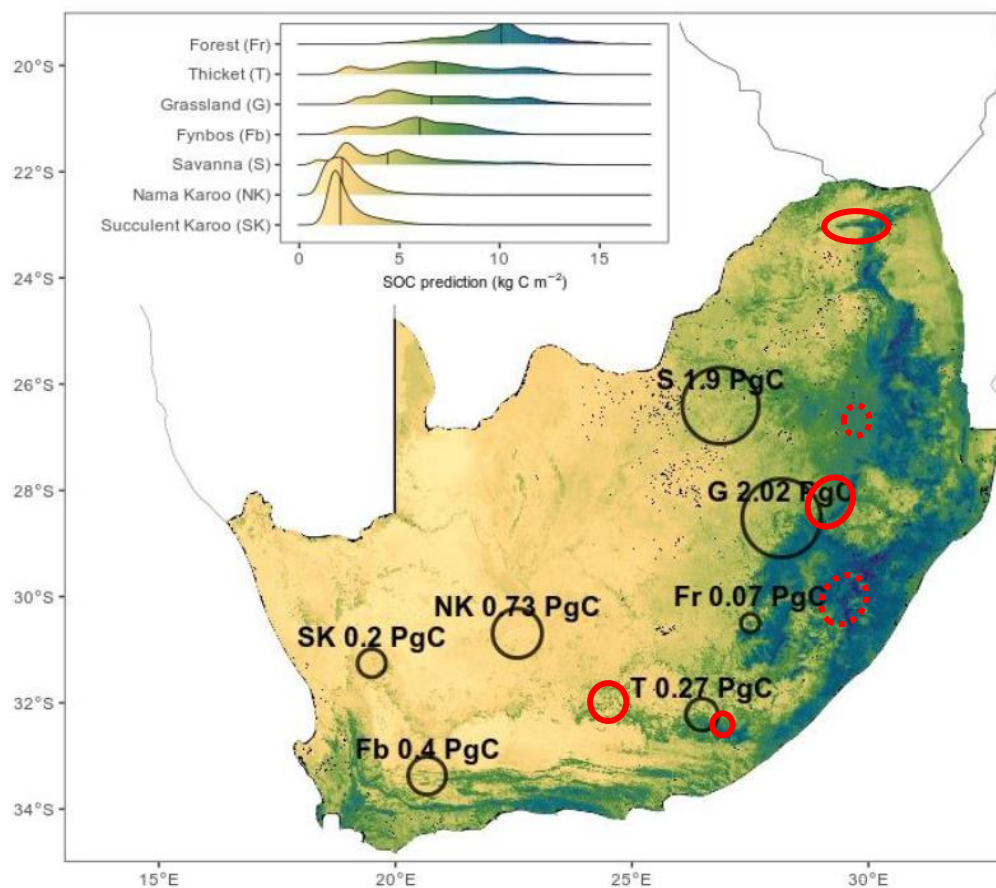 Forest (Fr)
Thicket (T)
Grassland (G)
Fynbos (Fb)
Savanna (S)
Nama Karoo (NK)
Succulent Karoo (SK)
0 5 10 15
SOC prediction (kg C m⁻²)
20°S
22°S
24°S
26°S
28°S
30°S
32°S
34°S
S 1.9 PgC
G 2.02 PgC
Fr 0.07 PgC
NK 0.73 PgC
SK 0.2 PgC
T 0.27 PgC
Fb 0.4 PgC
15°E 20°E 25°E 30°E